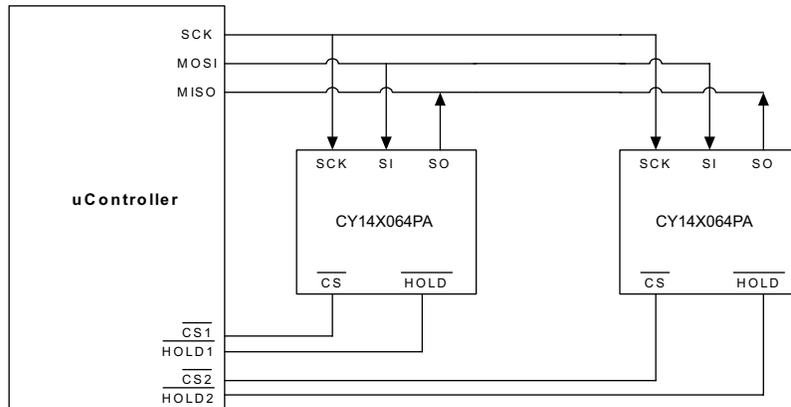 SCK
MOSI
MISO
uController
SCK SI SO
CY14X064PA
CS HOLD
SCK SI SO
CY14X064PA
CS HOLD
CS1
HOLD1
CS2
HOLD2